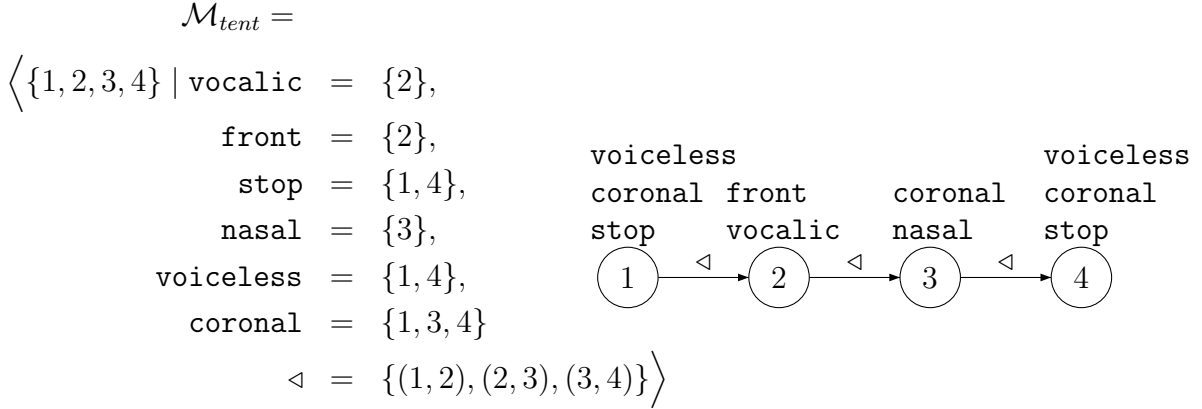 𝓜tent =
⟨{1, 2, 3, 4} | vocalic = {2},
front = {2},
stop = {1, 4},
nasal = {3},
voiceless = {1, 4},
coronal = {1, 3, 4}
◁ = {(1, 2), (2, 3), (3, 4)}⟩
voiceless voiceless
coronal front coronal coronal
stop vocalic nasal stop
◁ ◁ ◁
1 2 3 4